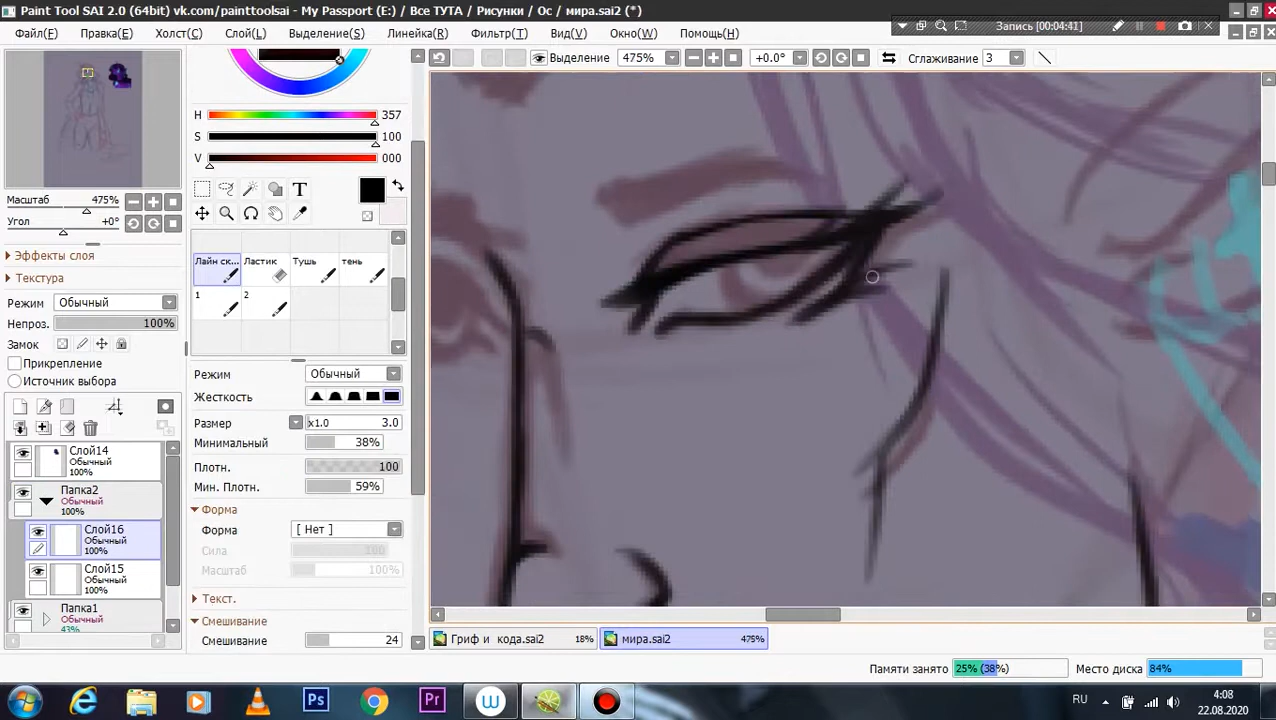 Paint Tool SAI 2.0 (64bit) vk.com/painttoolsai - My Passport (E:) / Все ТУТА / Рисунки / Ос / мира.sai2 (*)
Запись [00:04:41]
Файл(F) Правка(E) Холст(C) Слой(L) Выделение(S) Линейка(R) Фильтр(T) Вид(V) Окно(W) Помощь(H)
Выделение 475% +0.0° Сглаживание 3
H 357
S 100
V 000
Масштаб 475%
Угол +0°
Эффекты слоя
Текстура
Режим Обычный
Непроз. 100%
Замок
Прикрепление
Источник выбора
T
Лайн ск... Ластик Тушь тень
1 2
Режим Обычный
Жесткость
Размер x1.0 3.0
Минимальный 38%
Плотн. 100
Мин. Плотн. 59%
Форма
Форма [ Нет ]
Сила 100
Масштаб 100%
Текст.
Смешивание
Смешивание 24
Слой14
Обычный
100%
Папка2
Обычный
100%
Слой16
Обычный
100%
Слой15
Обычный
100%
Папка1
Обычный
43%
Гриф и кода.sai2 18% мира.sai2 475%
Памяти занято 25% (38%) Место диска 84%
Ps Pr W RU 4:08
22.08.2020